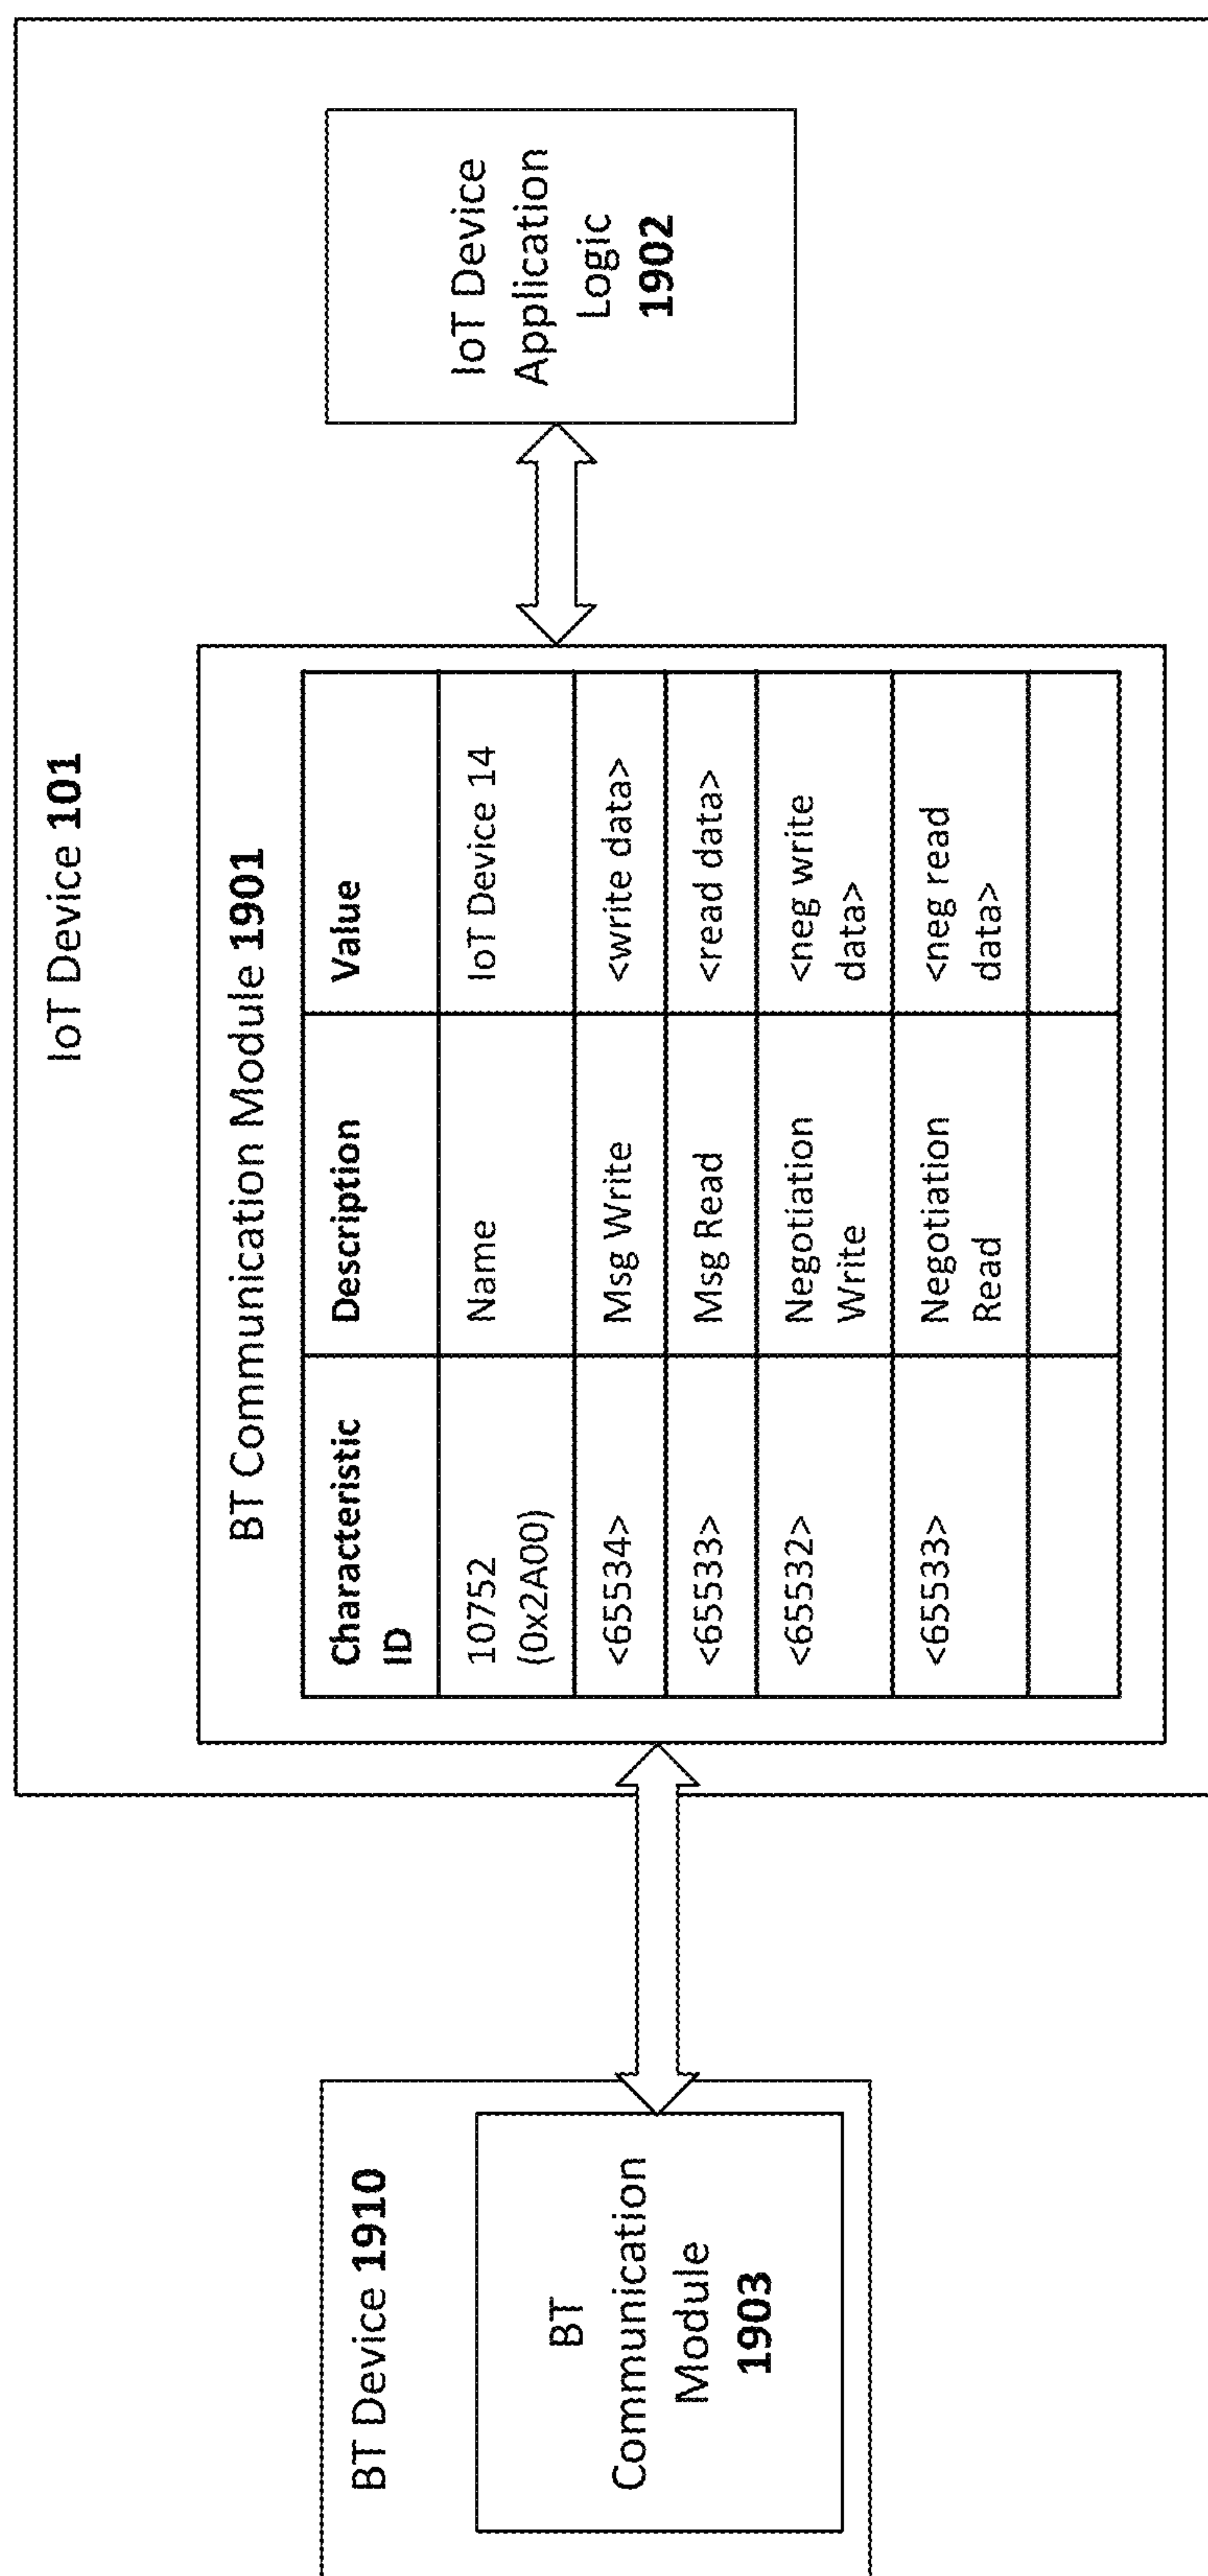 IoT Device 101
BT Device 1910
BT
Communication
Module
1903
BT Communication Module 1901
Characteristic ID Description Value
10752 (0x2A00) Name IoT Device 14
<65534> Msg Write <write data>
<65533> Msg Read <read data>
<65532> Negotiation Write <neg write data>
<65533> Negotiation Read <neg read data>
IoT Device
Application
Logic
1902